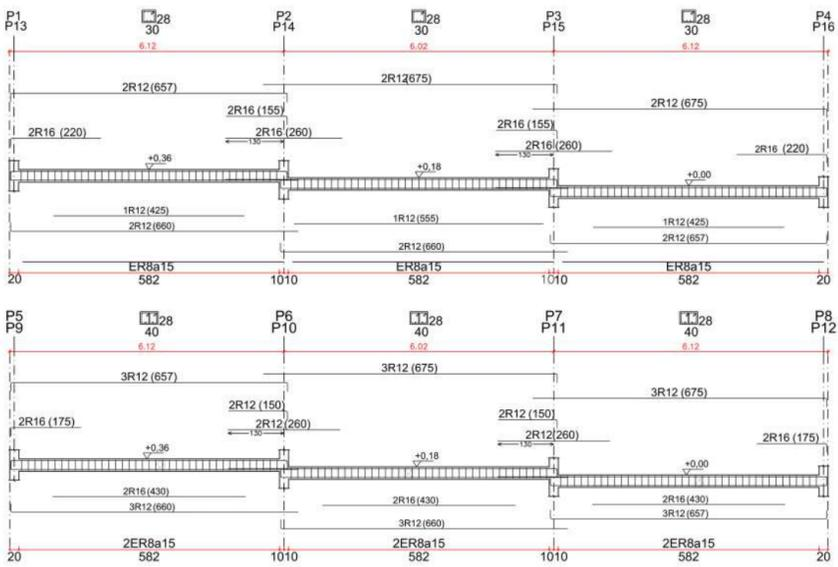 P1 P2 P3 P4
P13 P14 P15 P16
28 28 28
30 30 30
6.12 6.02 6.12
2R12(675)
2R12(657)
2R12 (675)
2R16 (155)
2R16 (155)
2R16 (220) 2R16 (260)
130
2R16 (260)
130
2R16 (220)
+0,36
+0,18
+0,00
1R12(425)
1R12(555)
1R12(425)
2R12(660)
2R12(657)
2R12(660)
ER8a15 ER8a15 ER8a15
20 582 1010 582 1010 582 20
P5 P6 P7 P8
P9 P10 P11 P12
28 28 28
40 40 40
6.12 6.02 6.12
3R12 (675)
3R12 (657)
3R12 (675)
2R12 (150)
2R12 (150)
2R16 (175) 2R12 (260)
130
2R12(260)
130
2R16 (175)
+0,36
+0,18
+0,00
2R16(430)
2R16(430)
2R16(430)
3R12(660)
3R12(657)
3R12(660)
2ER8a15 2ER8a15 2ER8a15
20 582 1010 582 1010 582 20